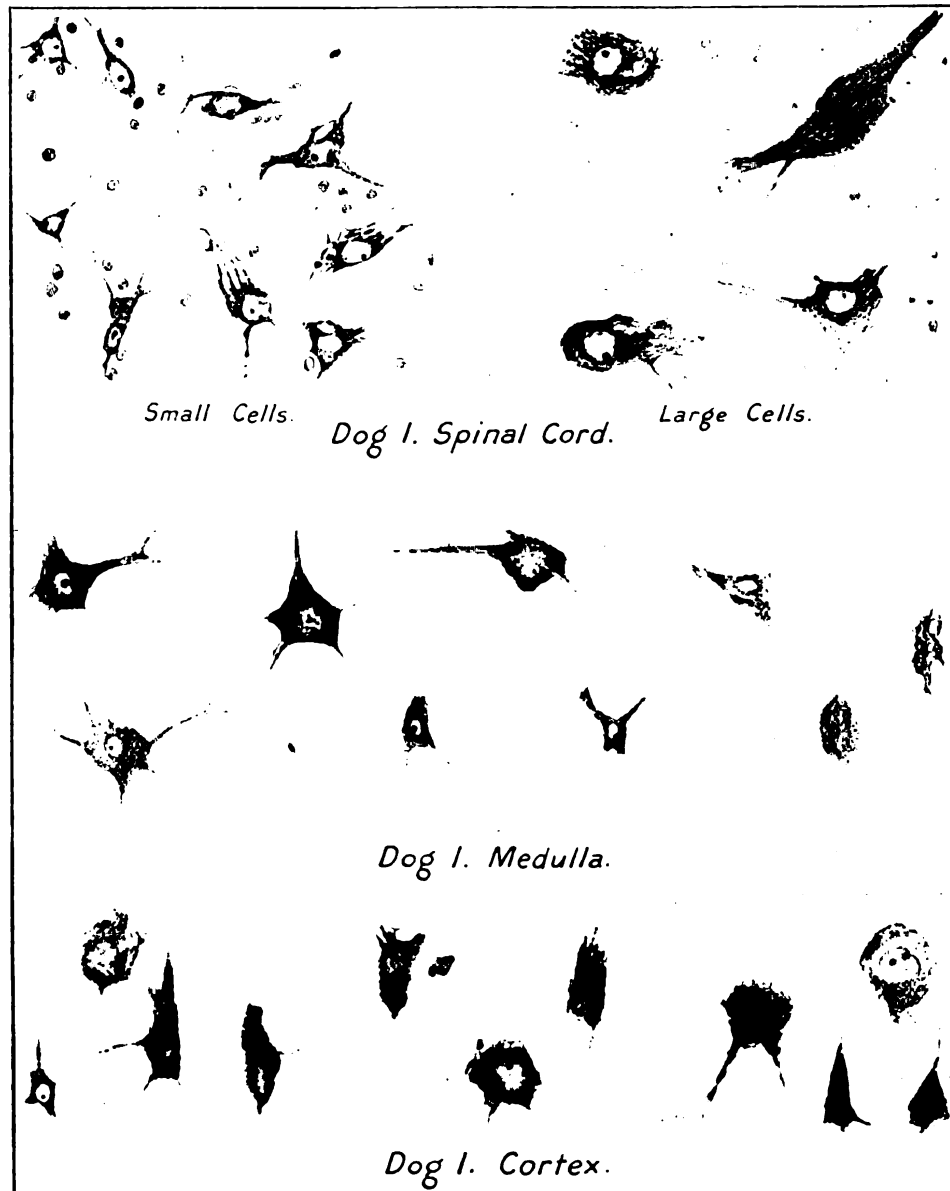 Small Cells.
Large Cells.
Dog I. Spinal Cord.
Dog I. Medulla.
Dog I. Cortex.